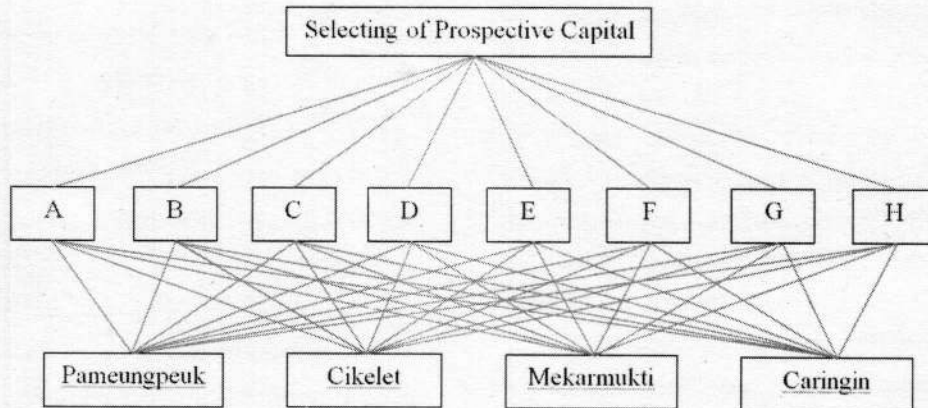 Selecting of Prospective Capital
A B C D E F G H
Pameungpeuk Cikelet Mekarmukti Caringin